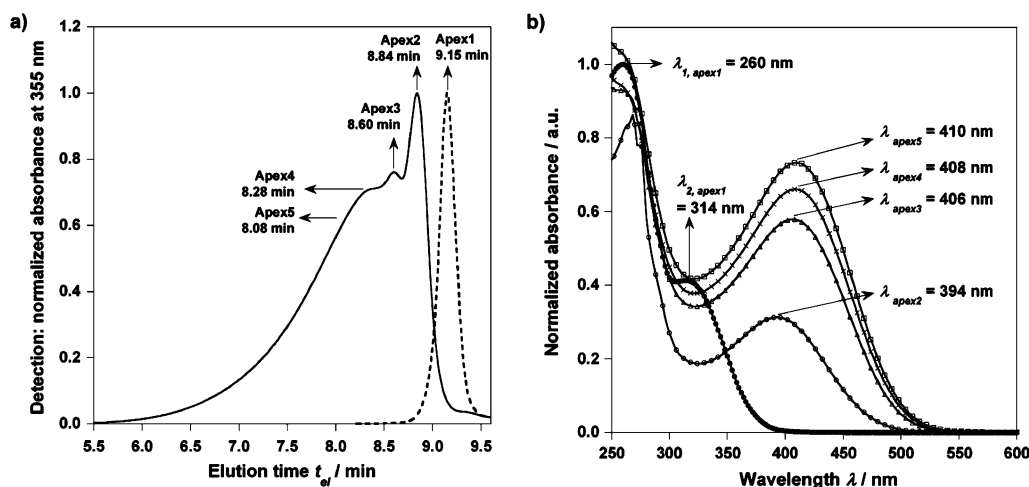 a)
Detection: normalized absorbance at 355 nm
1.2
1.0
0.8
0.6
0.4
0.2
0.0
Apex2
8.84 min
Apex1
9.15 min
Apex3
8.60 min
Apex4
8.28 min
Apex5
8.08 min
5.5 6.0 6.5 7.0 7.5 8.0 8.5 9.0 9.5
Elution time t_el / min
b)
Normalized absorbance / a.u.
1.0
0.8
0.6
0.4
0.2
0.0
λ1, apex1 = 260 nm
λ2, apex1
= 314 nm
λapex5 = 410 nm
λapex4 = 408 nm
λapex3 = 406 nm
λapex2 = 394 nm
250 300 350 400 450 500 550 600
Wavelength λ / nm